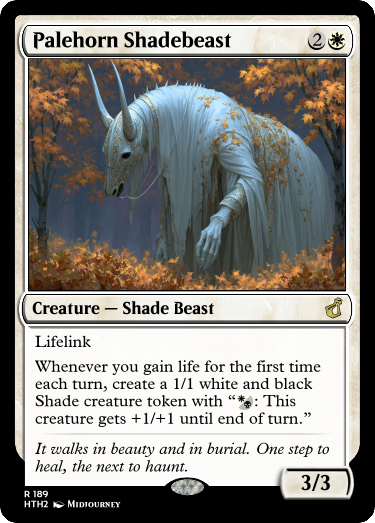 Palehorn Shadebeast 2
Creature — Shade Beast
Lifelink
Whenever you gain life for the first time
each turn, create a 1/1 white and black
Shade creature token with “: This
creature gets +1/+1 until end of turn.”
It walks in beauty and in burial. One step to
heal, the next to haunt.
3/3
R 189
HTH2 Midjourney